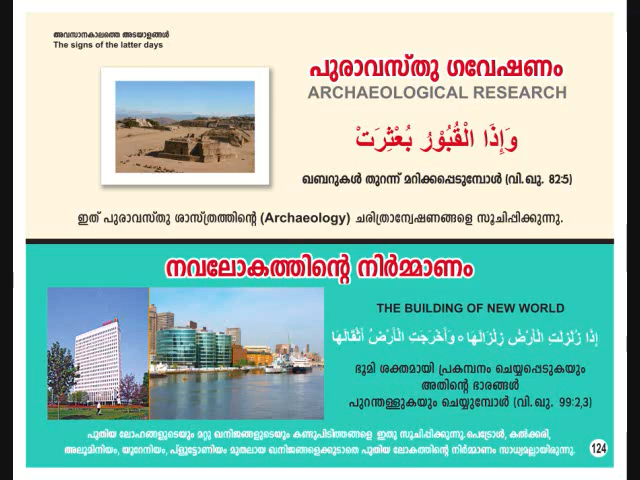 അവസാനകാലത്തെ അടയാളങ്ങൾ
The signs of the latter days
പുരാവസ്തു ഗവേഷണം
ARCHAEOLOGICAL RESEARCH
وَإِذَا الْقُبُوْرُ بُعْثِرَتْ
ഖബറുകൾ തുറന്ന് മറിക്കപ്പെടുമ്പോൾ (വി.ഖു. 82:5)
ഇത് പുരാവസ്തു ശാസ്ത്രത്തിന്റെ (Archaeology) ചരിത്രാന്വേഷണങ്ങളെ സൂചിപ്പിക്കുന്നു.
നവലോകത്തിന്റെ നിർമ്മാണം
THE BUILDING OF NEW WORLD
إِذَا زُلْزِلَتِ الْأَرْضُ زِلْزَالَهَا ٥ وَأَخْرَجَتِ الْأَرْضُ أَثْقَالَهَا
ഭൂമി ശക്തമായി പ്രകമ്പനം ചെയ്യപ്പെടുകയും
അതിന്റെ ഭാരങ്ങൾ
പുറന്തള്ളുകയും ചെയ്യുമ്പോൾ (വി.ഖു. 99:2,3)
പുതിയ ലോഹങ്ങളുടെയും മറ്റു ഖനിജങ്ങളുടെയും കണ്ടുപിടിത്തങ്ങളെ ഇതു സൂചിപ്പിക്കുന്നു. പെട്രോൾ, കൽക്കരി,
അലൂമിനിയം, യുറേനിയം, പ്ളൂട്ടോണിയം മുതലായ ഖനിജങ്ങളെക്കൂടാതെ പുതിയ ലോകത്തിന്റെ നിർമാണം സാധ്യമല്ലായിരുന്നു.
124